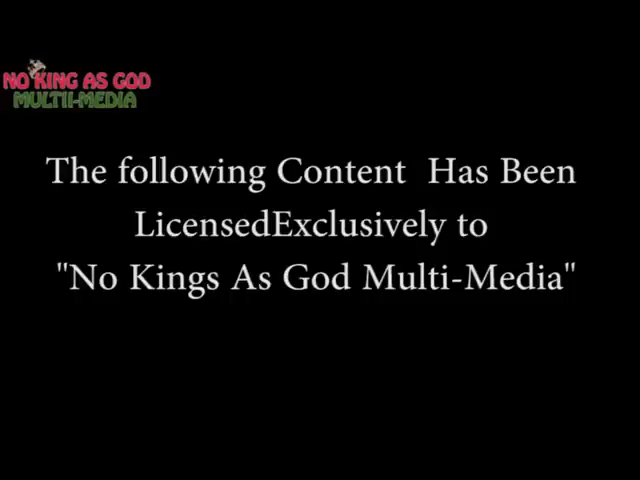 NO KING AS GOD
MULTII-MEDIA
The following Content  Has Been
LicensedExclusively to
"No Kings As God Multi-Media"